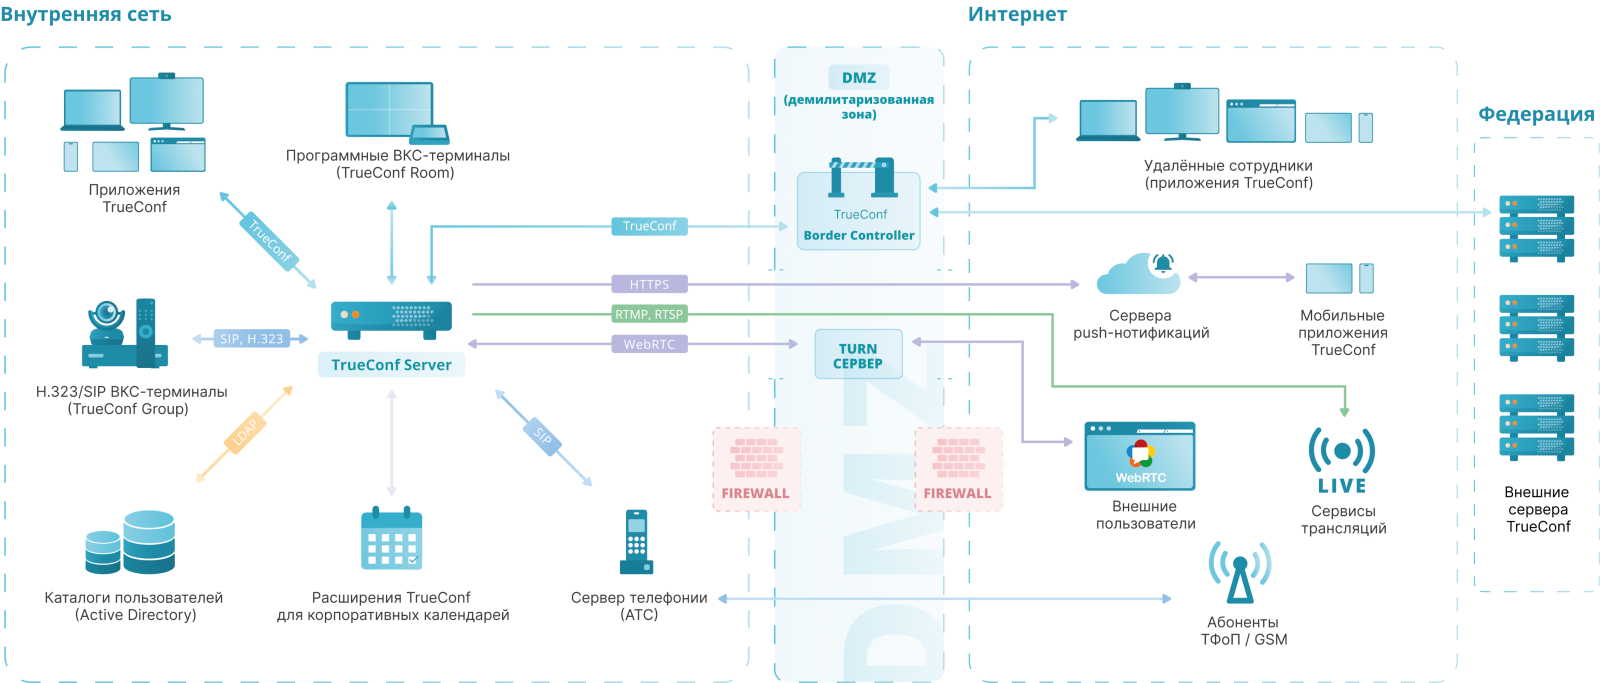 Внутренняя сеть
Интернет
DMZ
(демилитаризованная
зона)
Федерация
Программные ВКС-терминалы
(TrueConf Room)
Удалённые сотрудники
(приложения TrueConf)
Приложения
TrueConf
TrueConf
TrueConf
TrueConf
Border Controller
HTTPS
RTMP, RTSP
WebRTC
SIP, H.323
TrueConf Server
TURN
СЕРВЕР
Сервера
push-нотификаций
Мобильные
приложения
TrueConf
H.323/SIP ВКС-терминалы
(TrueConf Group)
LDAP
SIP
FIREWALL
FIREWALL
DMZ
WebRTC
Внешние
пользователи
LIVE
Сервисы
трансляций
Внешние
сервера
TrueConf
Каталоги пользователей
(Active Directory)
Расширения TrueConf
для корпоративных календарей
Сервер телефонии
(АТС)
Абоненты
ТФоП / GSM